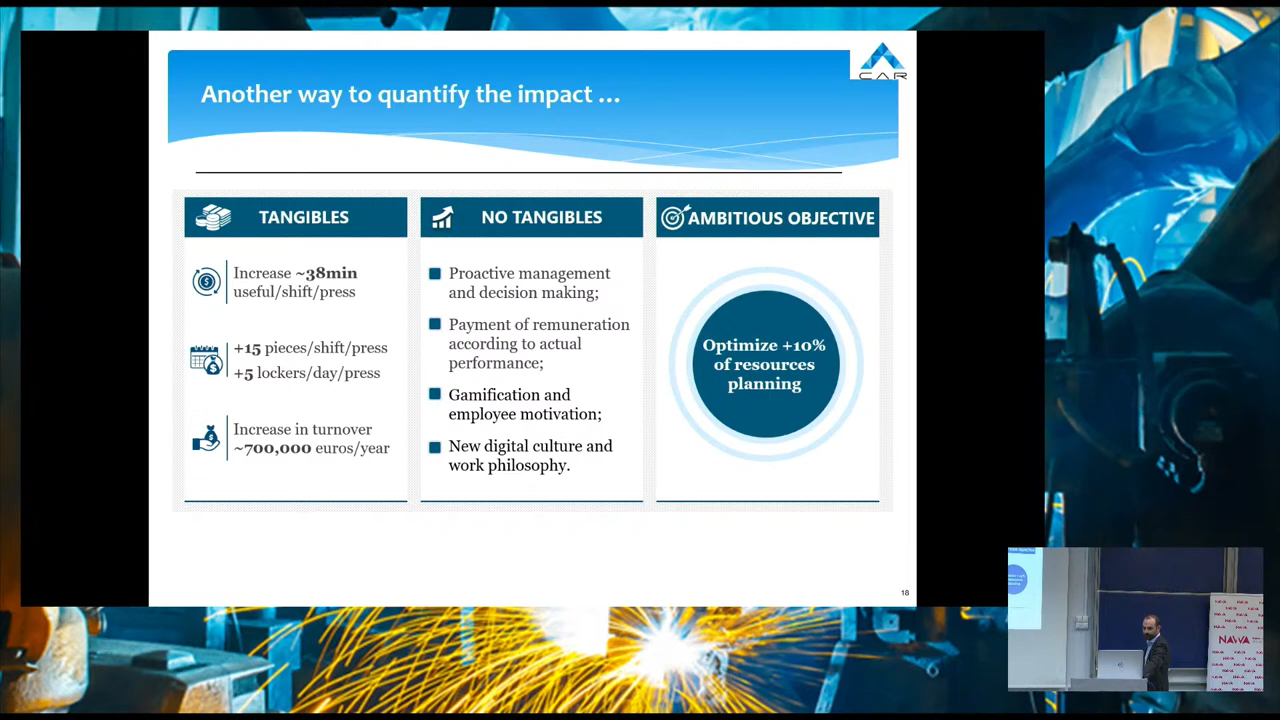 CAR
Another way to quantify the impact ...
TANGIBLES
Increase ~38min
useful/shift/press
+15 pieces/shift/press
+5 lockers/day/press
Increase in turnover
~700,000 euros/year
NO TANGIBLES
Proactive management
and decision making;
Payment of remuneration
according to actual
performance;
Gamification and
employee motivation;
New digital culture and
work philosophy.
AMBITIOUS OBJECTIVE
Optimize +10%
of resources
planning
18
NAWA